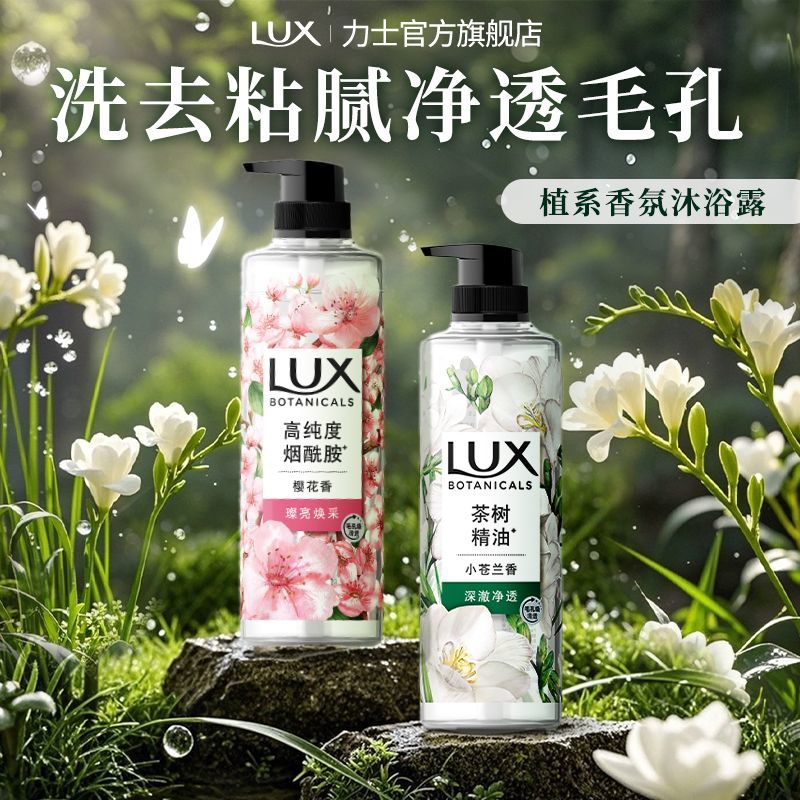 LUX | 力士官方旗舰店
洗去粘腻净透毛孔
植系香氛沐浴露
LUX
BOTANICALS
高纯度
烟酰胺+
樱花香
璨亮焕采
LUX
BOTANICALS
茶树
精油+
小苍兰香
深澈净透